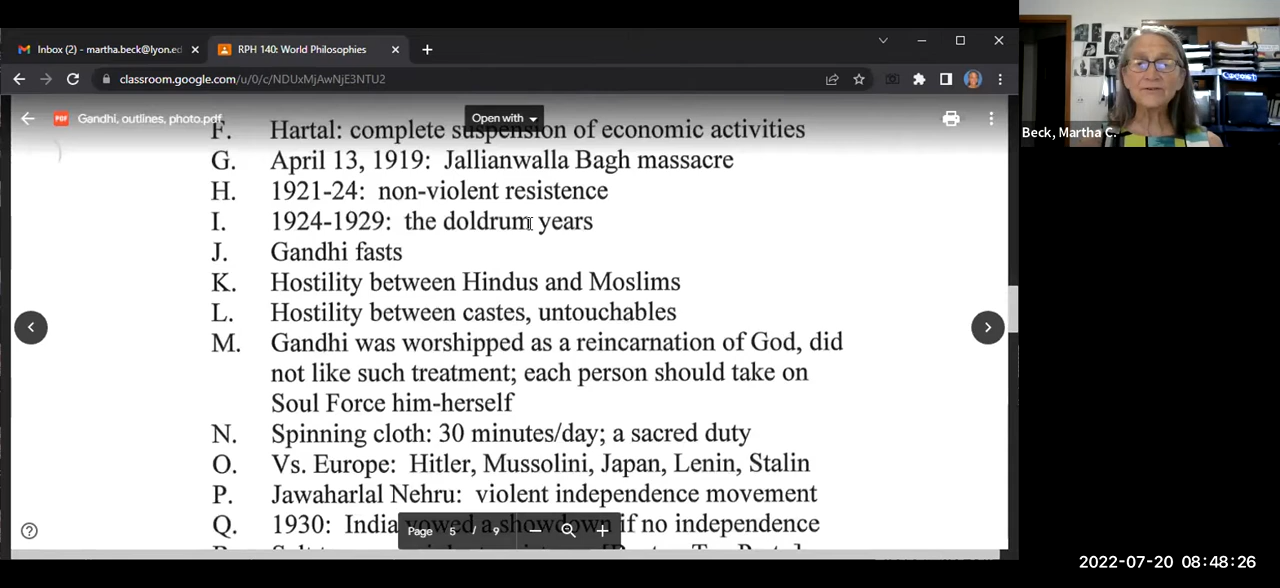 Inbox (2) - martha.beck@lyon.ed
RPH 140: World Philosophies
classroom.google.com/u/0/c/NDUxMjAwNjE3NTU2
Gandhi, outlines, photo.pdf
Open with
F. Hartal: complete suspension of economic activities
G. April 13, 1919: Jallianwalla Bagh massacre
H. 1921-24: non-violent resistence
I. 1924-1929: the doldrum years
J. Gandhi fasts
K. Hostility between Hindus and Moslims
L. Hostility between castes, untouchables
M. Gandhi was worshipped as a reincarnation of God, did
not like such treatment; each person should take on
Soul Force him-herself
N. Spinning cloth: 30 minutes/day; a sacred duty
O. Vs. Europe: Hitler, Mussolini, Japan, Lenin, Stalin
P. Jawaharlal Nehru: violent independence movement
Q. 1930: India vowed a showdown if no independence
Page 5 / 9
Beck, Martha C.
2022-07-20 08:48:26